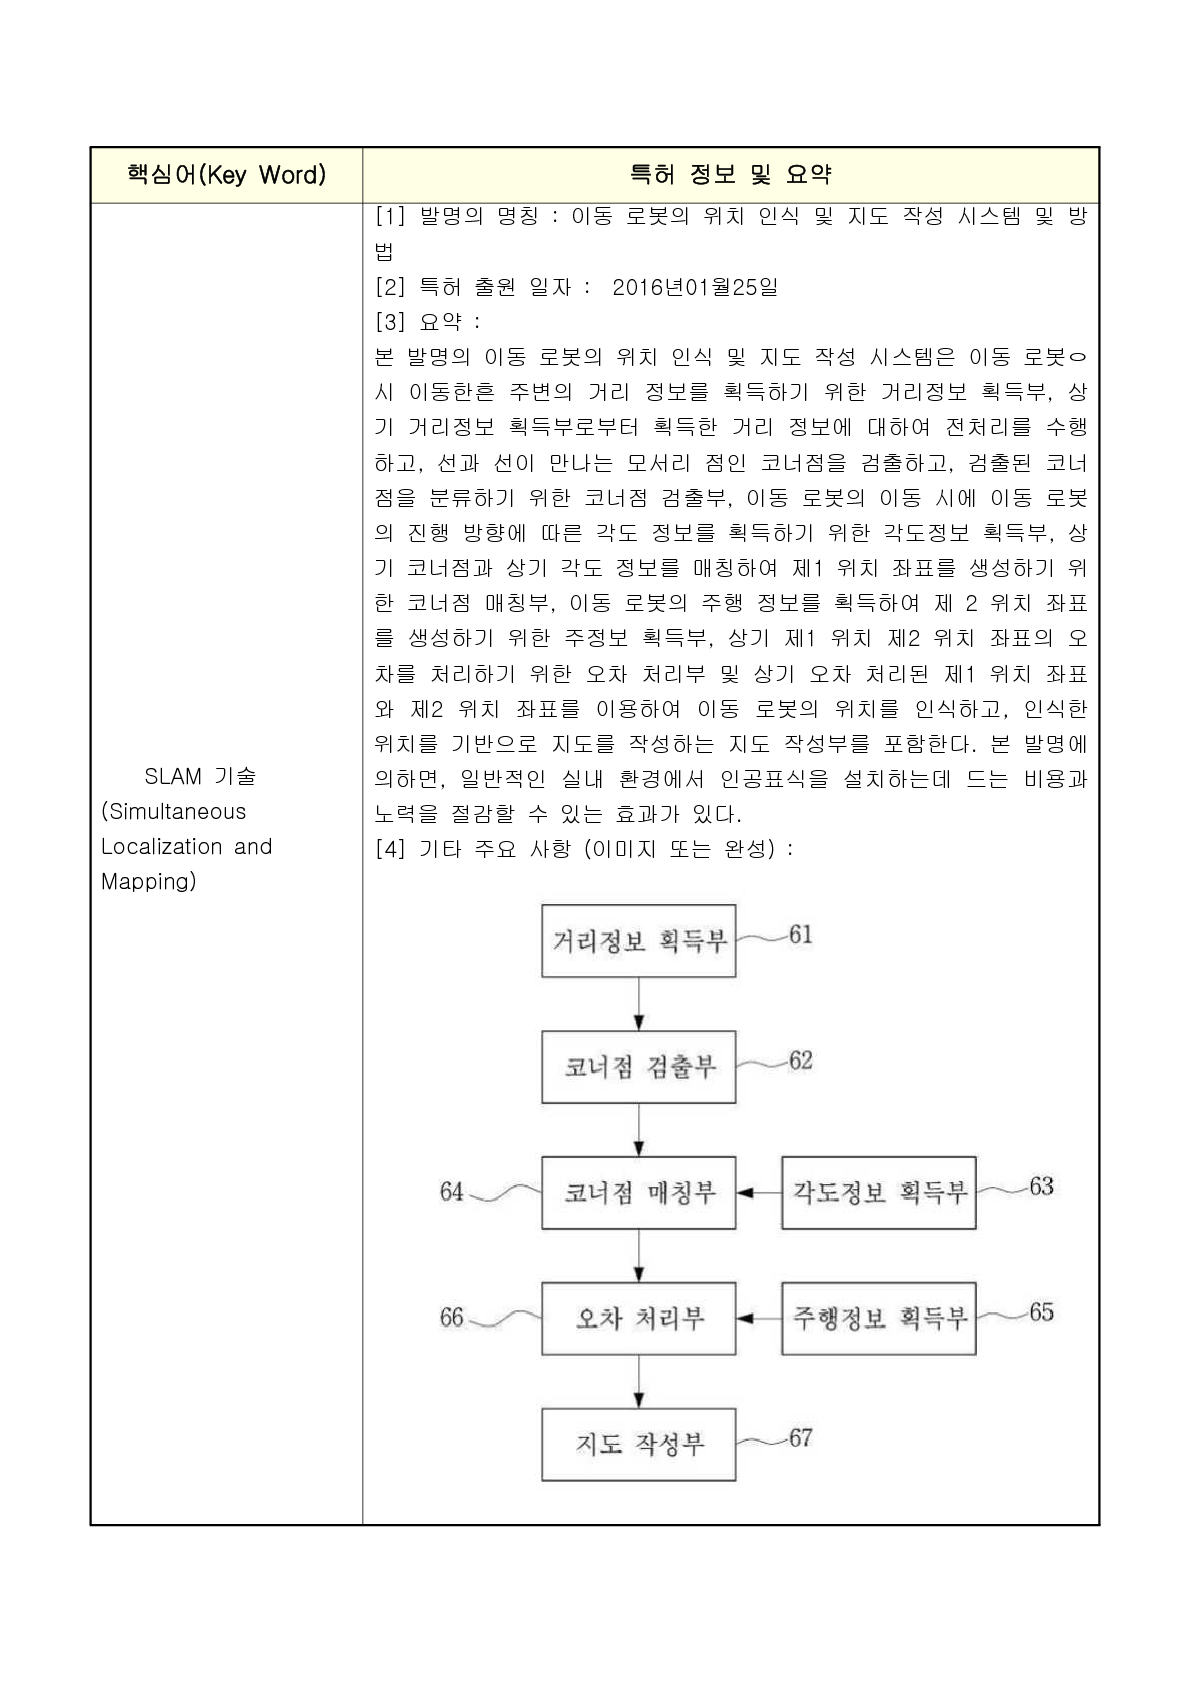 핵심어(Key Word)
특허 정보 및 요약
SLAM 기술
(Simultaneous
Localization and
Mapping)
[1] 발명의 명칭 : 이동 로봇의 위치 인식 및 지도 작성 시스템 및 방
법
[2] 특허 출원 일자 : 2016년01월25일
[3] 요약 :
본 발명의 이동 로봇의 위치 인식 및 지도 작성 시스템은 이동 로봇ㅇ
시 이동한흔 주변의 거리 정보를 획득하기 위한 거리정보 획득부, 상
기 거리정보 획득부로부터 획득한 거리 정보에 대하여 전처리를 수행
하고, 선과 선이 만나는 모서리 점인 코너점을 검출하고, 검출된 코너
점을 분류하기 위한 코너점 검출부, 이동 로봇의 이동 시에 이동 로봇
의 진행 방향에 따른 각도 정보를 획득하기 위한 각도정보 획득부, 상
기 코너점과 상기 각도 정보를 매칭하여 제1 위치 좌표를 생성하기 위
한 코너점 매칭부, 이동 로봇의 주행 정보를 획득하여 제 2 위치 좌표
를 생성하기 위한 주정보 획득부, 상기 제1 위치 제2 위치 좌표의 오
차를 처리하기 위한 오차 처리부 및 상기 오차 처리된 제1 위치 좌표
와 제2 위치 좌표를 이용하여 이동 로봇의 위치를 인식하고, 인식한
위치를 기반으로 지도를 작성하는 지도 작성부를 포함한다. 본 발명에
의하면, 일반적인 실내 환경에서 인공표식을 설치하는데 드는 비용과
노력을 절감할 수 있는 효과가 있다.
[4] 기타 주요 사항 (이미지 또는 완성) :
거리정보 획득부 61
코너점 검출부 62
64 코너점 매칭부 각도정보 획득부 63
66 오차 처리부 주행정보 획득부 65
지도 작성부 67